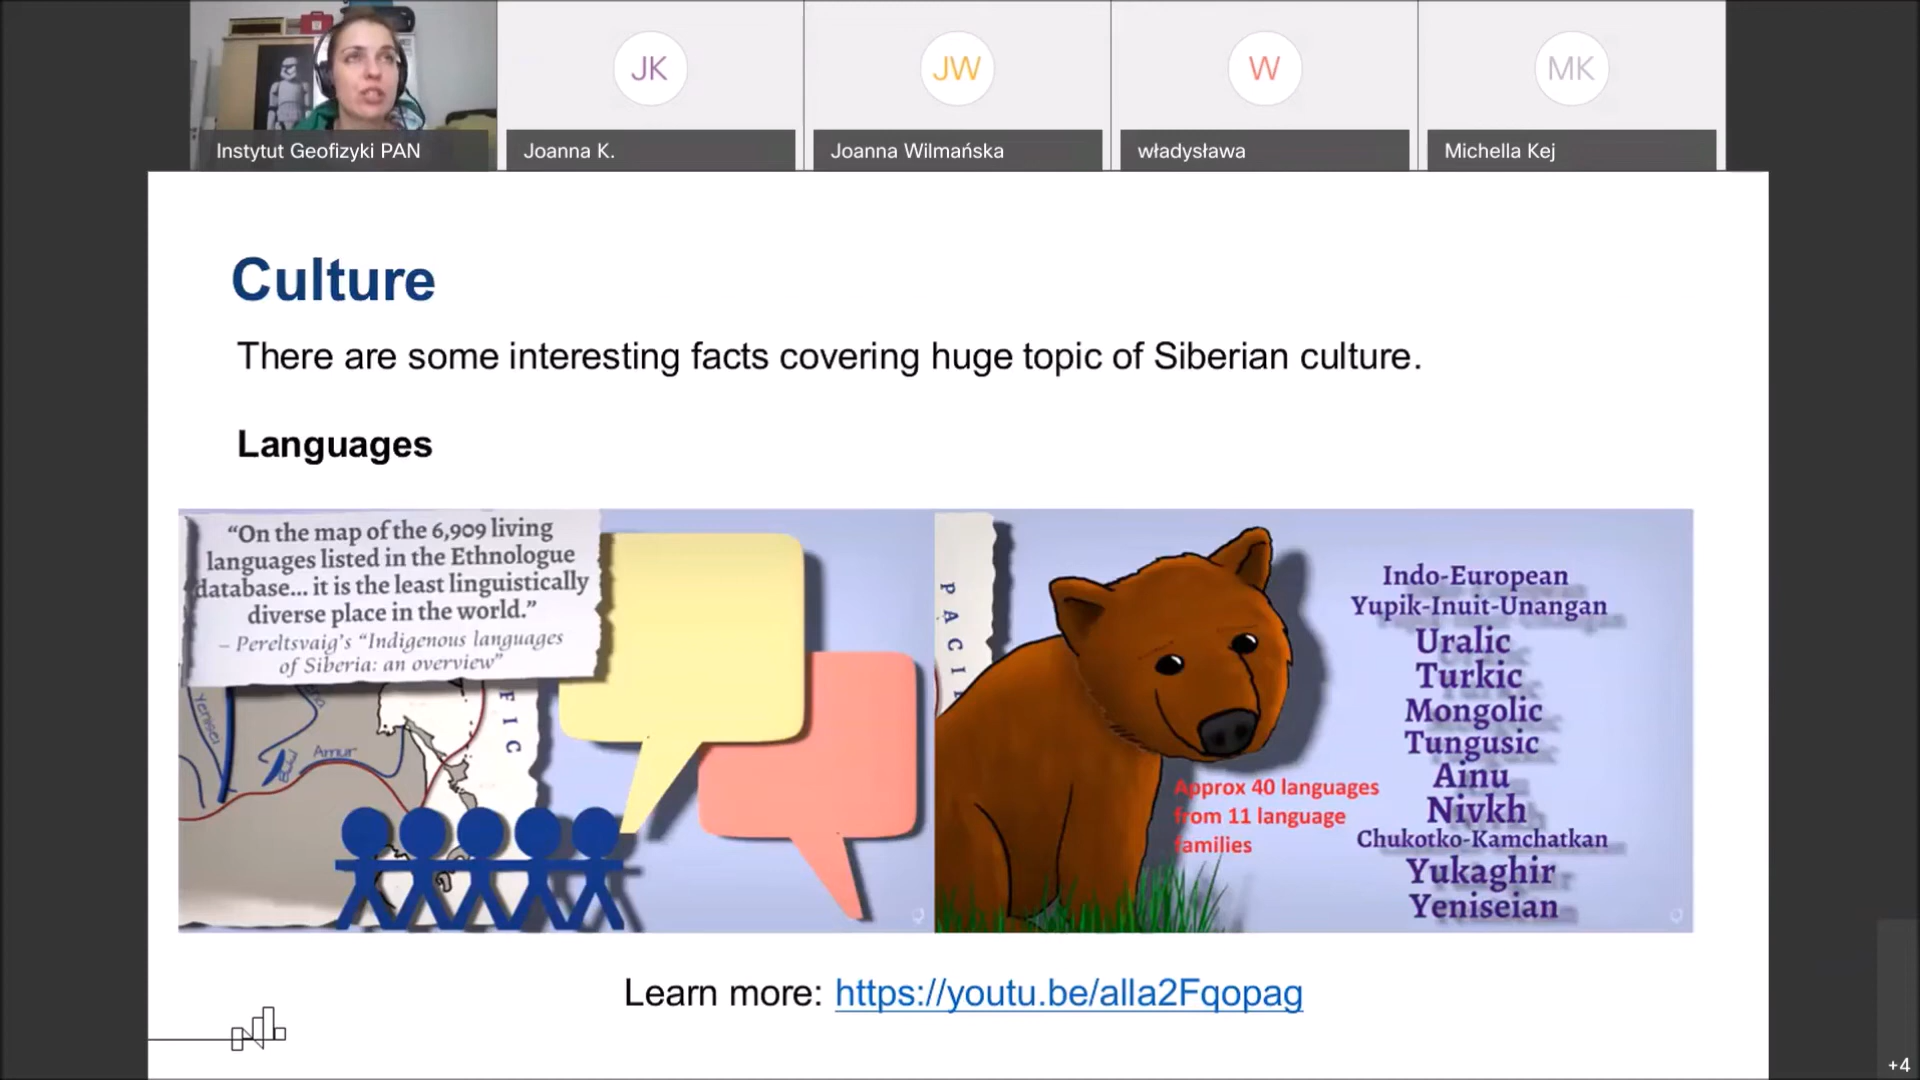 JK
JW
W
MK
Instytut Geofizyki PAN
Joanna K.
Joanna Wilmańska
władysława
Michella Kej
Culture
There are some interesting facts covering huge topic of Siberian culture.
Languages
“On the map of the 6,909 living
languages listed in the Ethnologue
database... it is the least linguistically
diverse place in the world.”
– Pereltsvaig’s “Indigenous languages
of Siberia: an overview”
Yenisei
Amur
FIC
PACIF
Indo-European
Yupik-Inuit-Unangan
Uralic
Turkic
Mongolic
Tungusic
Ainu
Nivkh
Chukotko-Kamchatkan
Yukaghir
Yeniseian
Approx 40 languages
from 11 language
families
Learn more: https://youtu.be/alla2Fqopag
+4